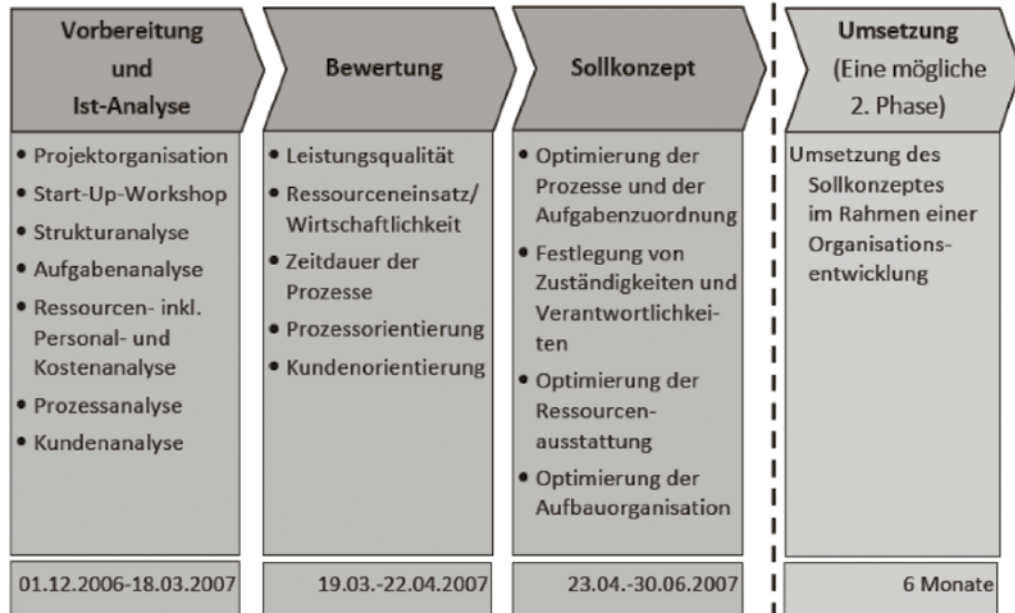 Vorbereitung
und
Ist-Analyse
• Projektorganisation
• Start-Up-Workshop
• Strukturanalyse
• Aufgabenanalyse
• Ressourcen- inkl.
Personal- und
Kostenanalyse
• Prozessanalyse
• Kundenanalyse
01.12.2006-18.03.2007
Bewertung
• Leistungsqualität
• Ressourceneinsatz/
Wirtschaftlichkeit
• Zeitdauer der
Prozesse
• Prozessorientierung
• Kundenorientierung
19.03.-22.04.2007
Sollkonzept
• Optimierung der
Prozesse und der
Aufgabenzuordnung
• Festlegung von
Zuständigkeiten und
Verantwortlichkei-
ten
• Optimierung der
Ressourcen-
ausstattung
• Optimierung der
Aufbauorganisation
23.04.-30.06.2007
Umsetzung
(Eine mögliche
2. Phase)
Umsetzung des
Sollkonzeptes
im Rahmen einer
Organisations-
entwicklung
6 Monate